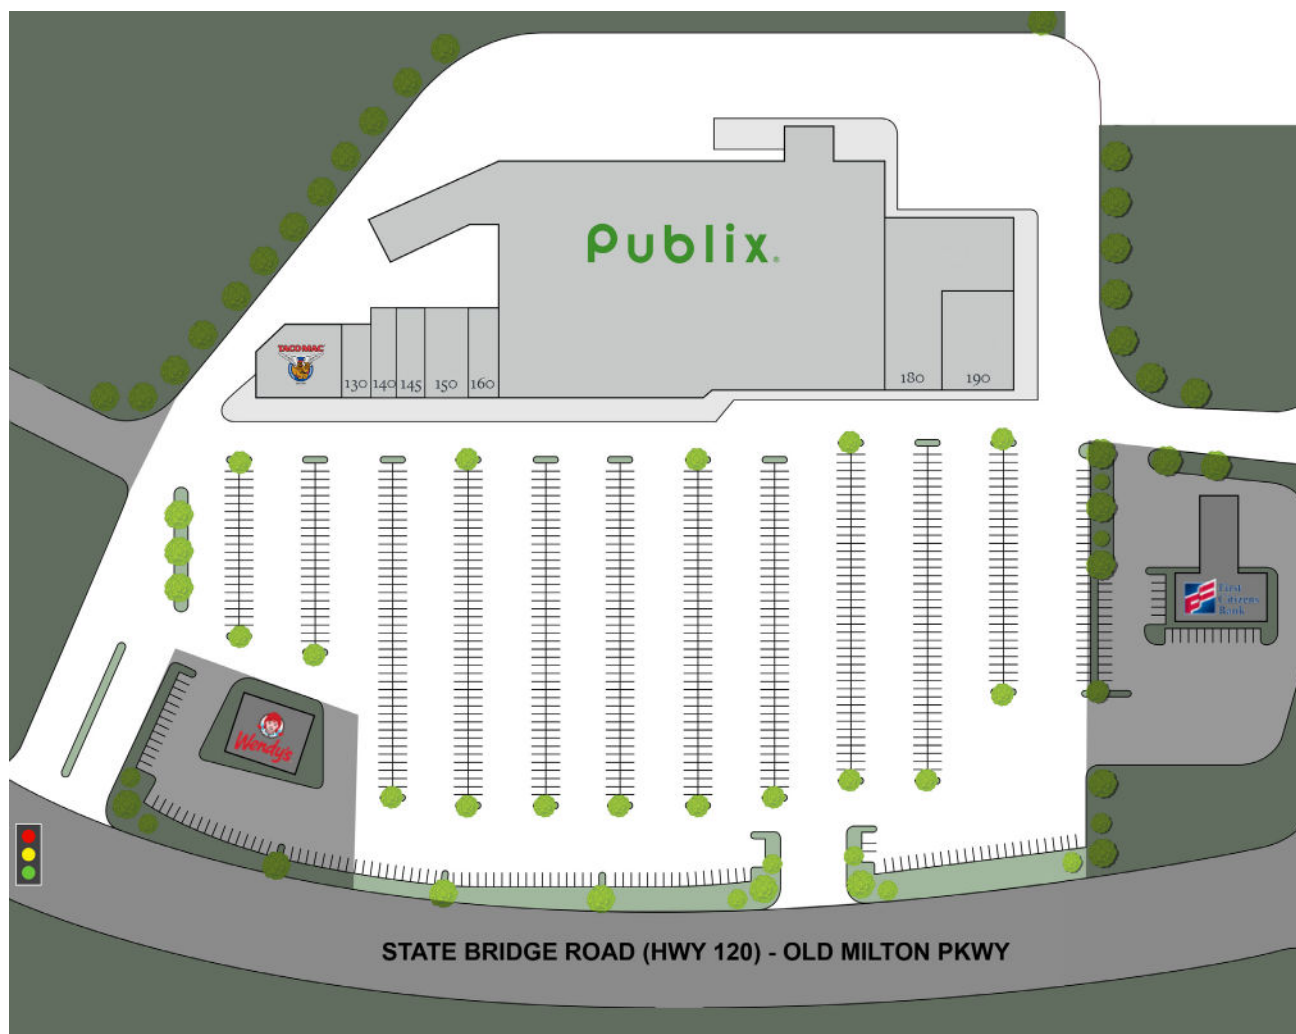 Publix.
TACO MAC
130 140 145 150 160
180 190
First
Citizens
Bank
Wendy's
STATE BRIDGE ROAD (HWY 120) - OLD MILTON PKWY